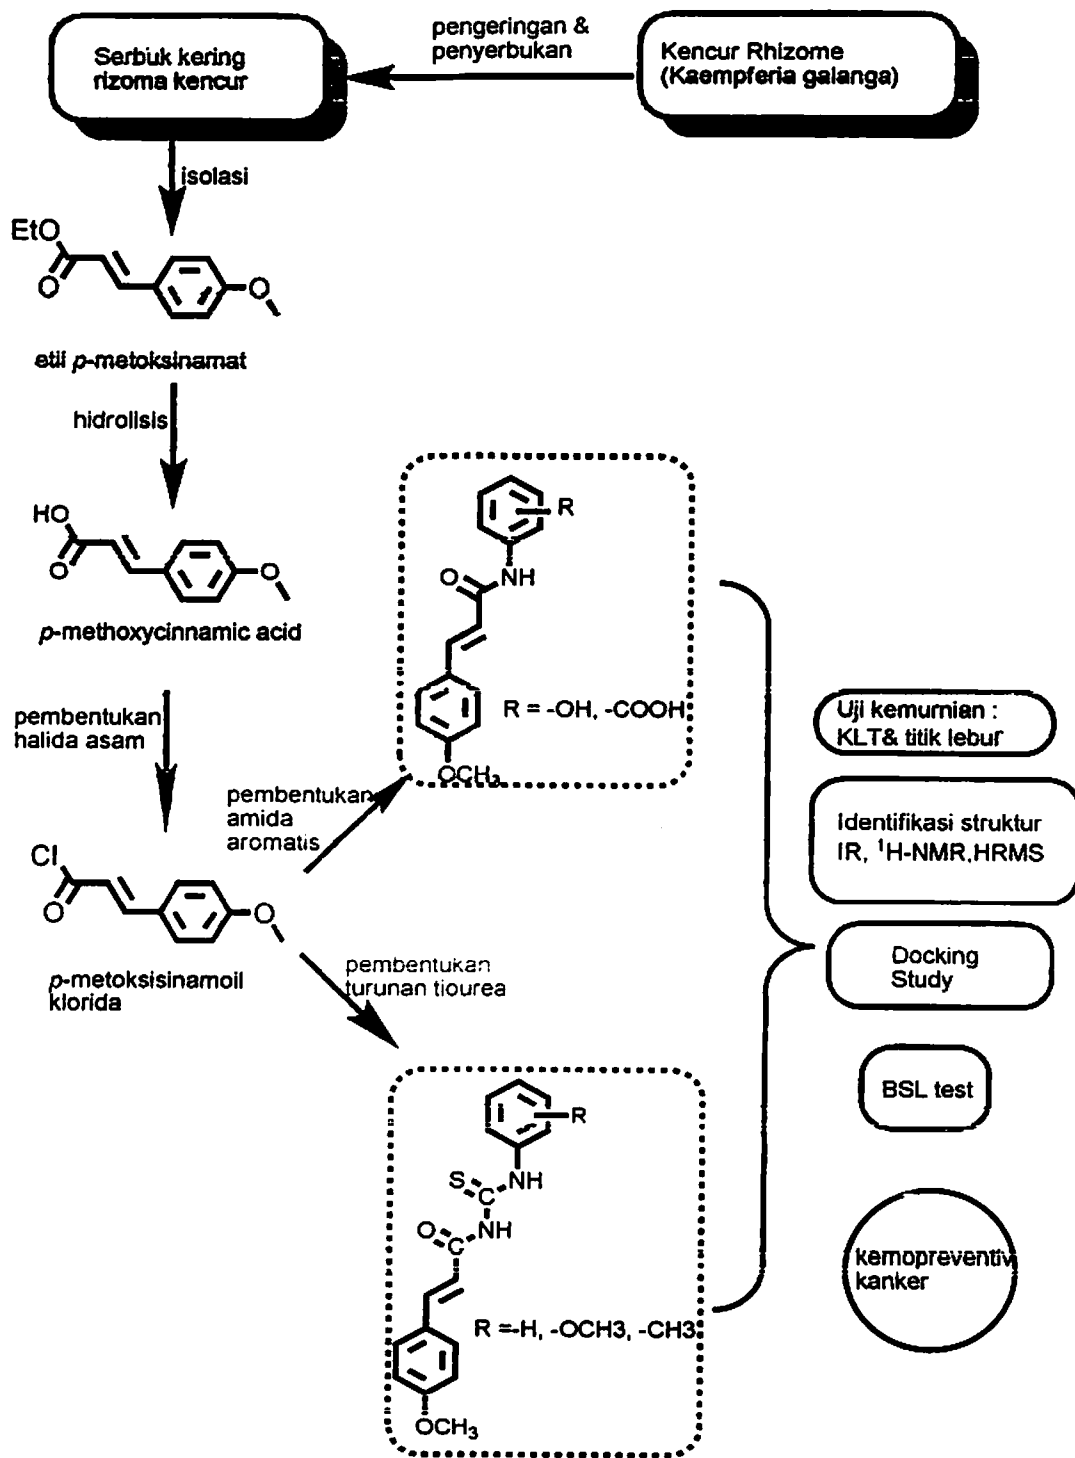 pengeringan &
penyerbukan
Serbuk kering
rizoma kencur
Kencur Rhizome
(Kaempferia galanga)
isolasi
EtO
O
O
etil p-metoksinamat
hidrolisis
HO
O
O
p-methoxycinnamic acid
pembentukan
halida asam
R
O
NH
R = -OH, -COOH
OCH3
pembentukan
amida
aromatis
Cl
O
O
p-metoksisinamoil
klorida
pembentukan
turunan tiourea
R
S
C
NH
NH
O
C
R =-H, -OCH3, -CH3
OCH3
Uji kemurnian :
KLT& titik lebur
Identifikasi struktur
IR, ¹H-NMR,HRMS
Docking
Study
BSL test
kemopreventiv
kanker